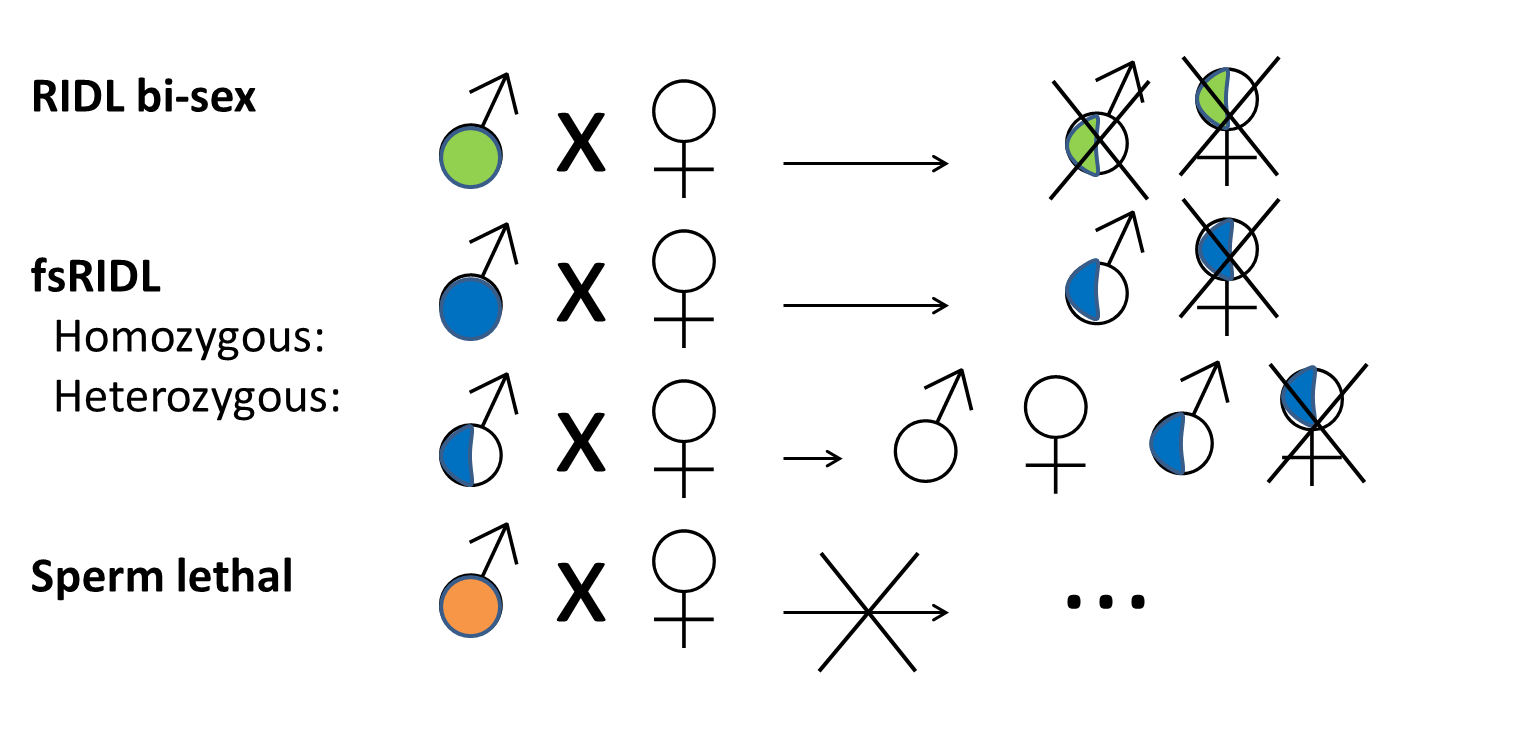 RIDL bi-sex
X
fsRIDL
X
Homozygous:
Heterozygous:
X
Sperm lethal
X
...